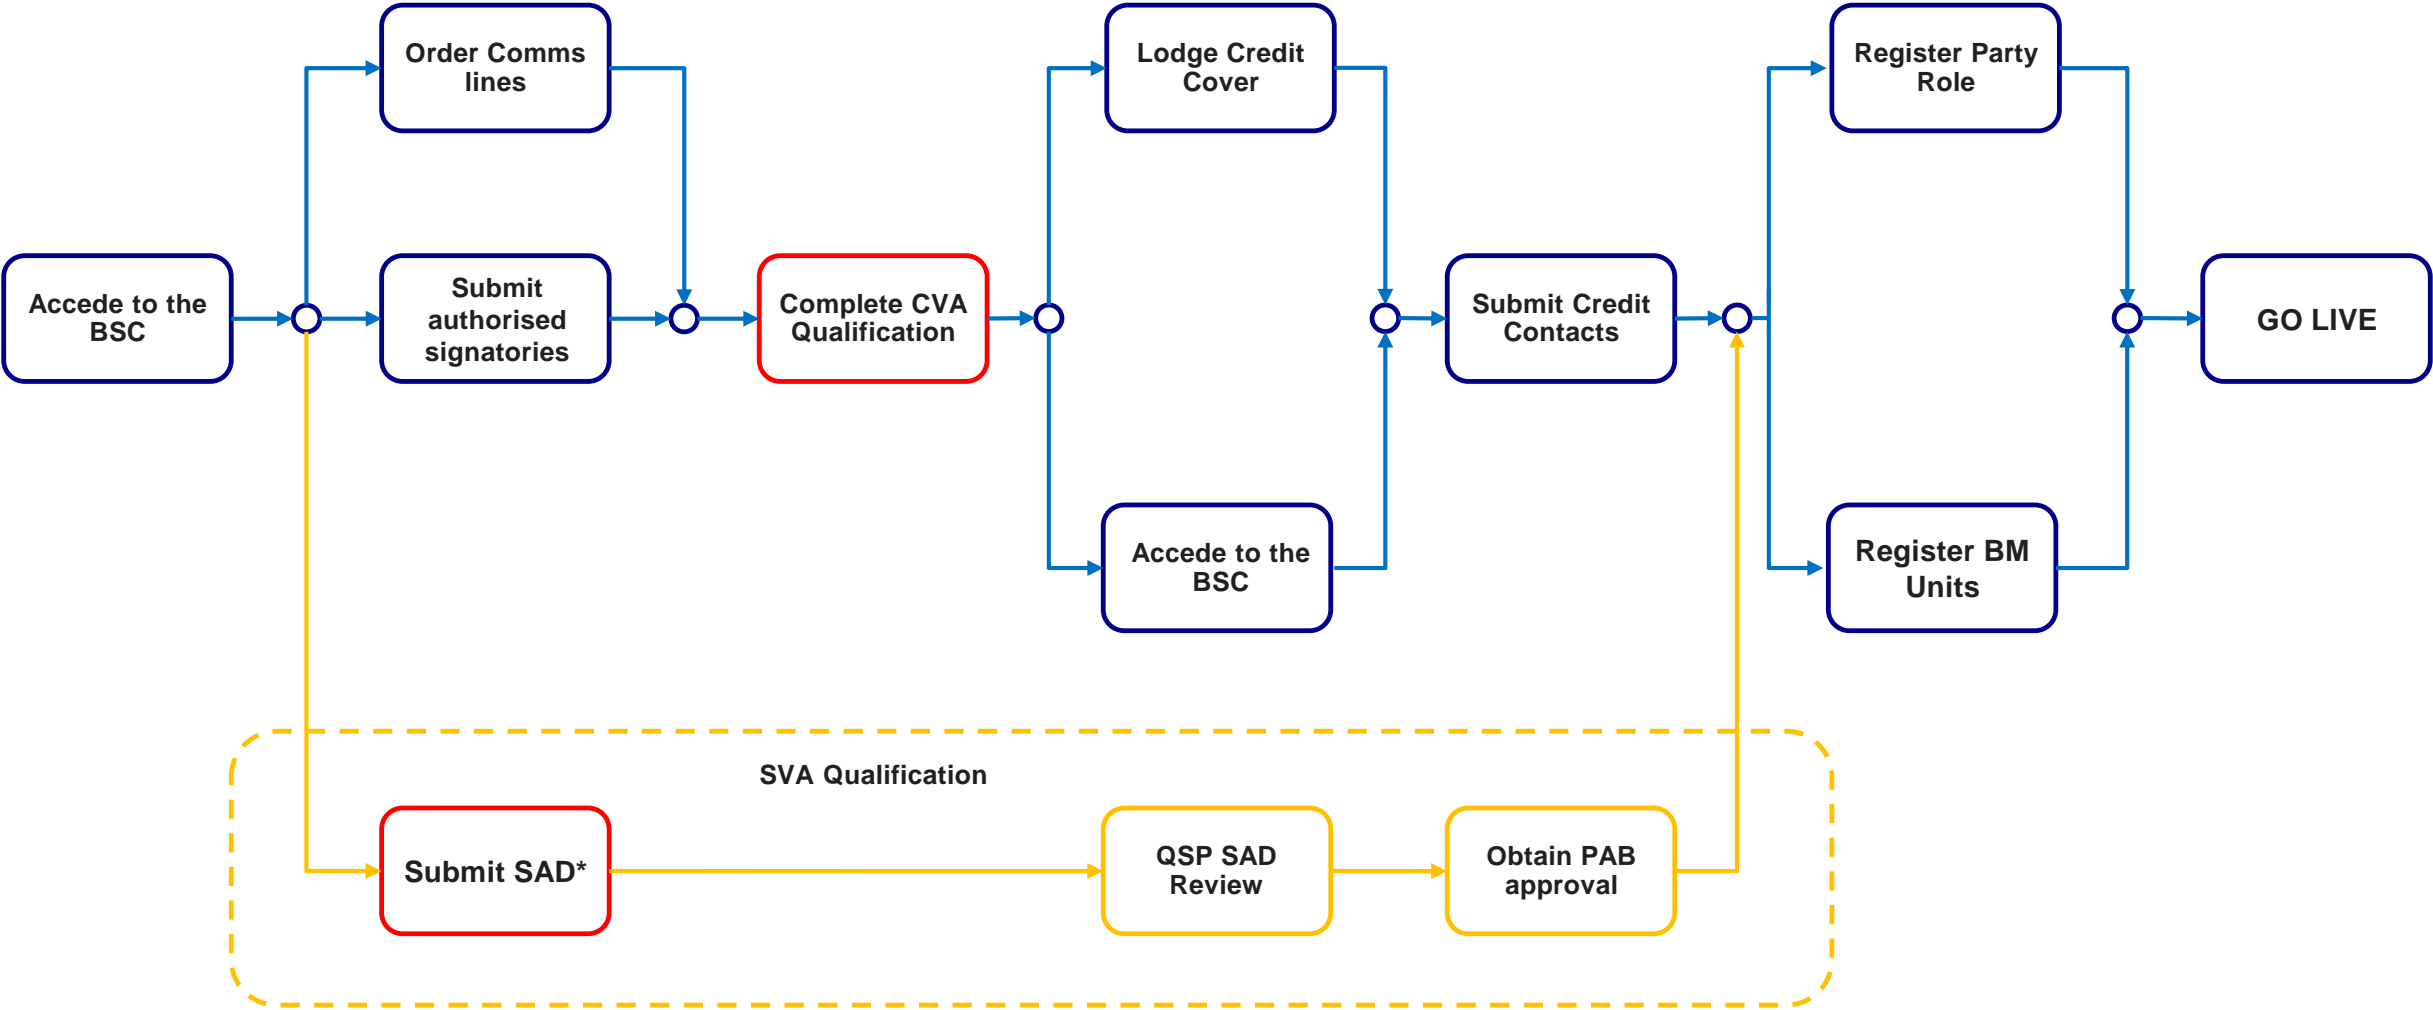 Order Comms
lines
Lodge Credit
Cover
Register Party
Role
Accede to the
BSC
Submit
authorised
signatories
Complete CVA
Qualification
Submit Credit
Contacts
GO LIVE
Accede to the
BSC
Register BM
Units
SVA Qualification
Submit SAD*
QSP SAD
Review
Obtain PAB
approval